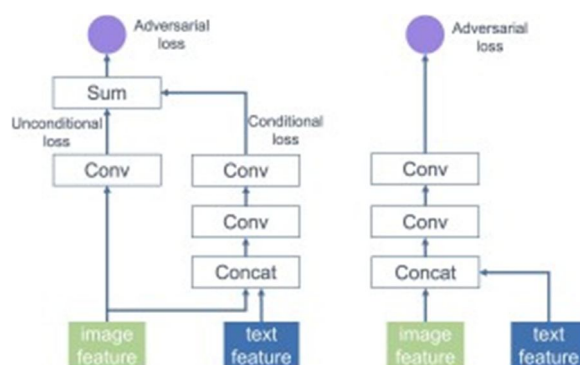 Adversarial
loss
Sum
Unconditional
loss
Conditional
loss
Conv
Conv
Conv
Concat
image
feature
text
feature
Adversarial
loss
Conv
Conv
Concat
image
feature
text
feature